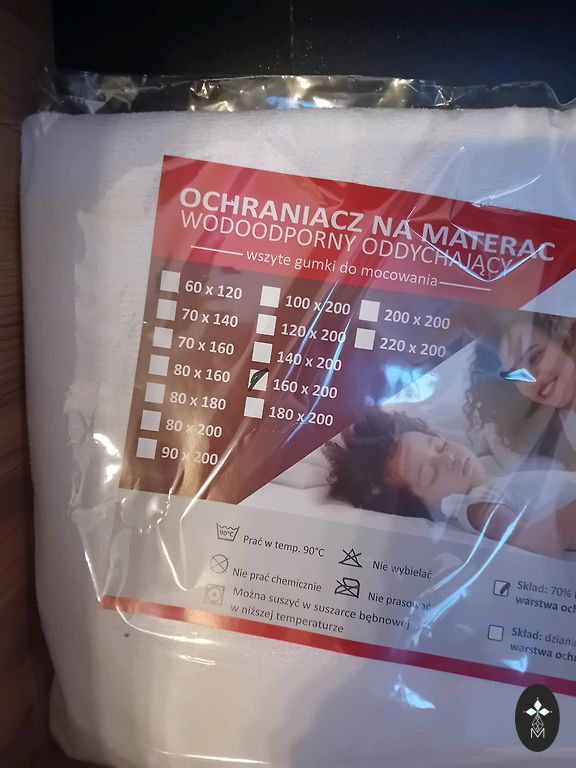 OCHRANIACZ NA MATERAC
WODOODPORNY ODDYCHAJĄCY
wszyte gumki do mocowania
60 x 120
70 x 140
70 x 160
80 x 160
80 x 180
80 x 200
90 x 200
100 x 200
120 x 200
140 x 200
160 x 200
180 x 200
200 x 200
220 x 200
90°C
Prać w temp. 90°C
Nie wybielać
Nie prać chemicznie
Nie prasować
Można suszyć w suszarce bębnowej
w niższej temperaturze
Skład: 70%
warstwa
Skład:
warstwa
M